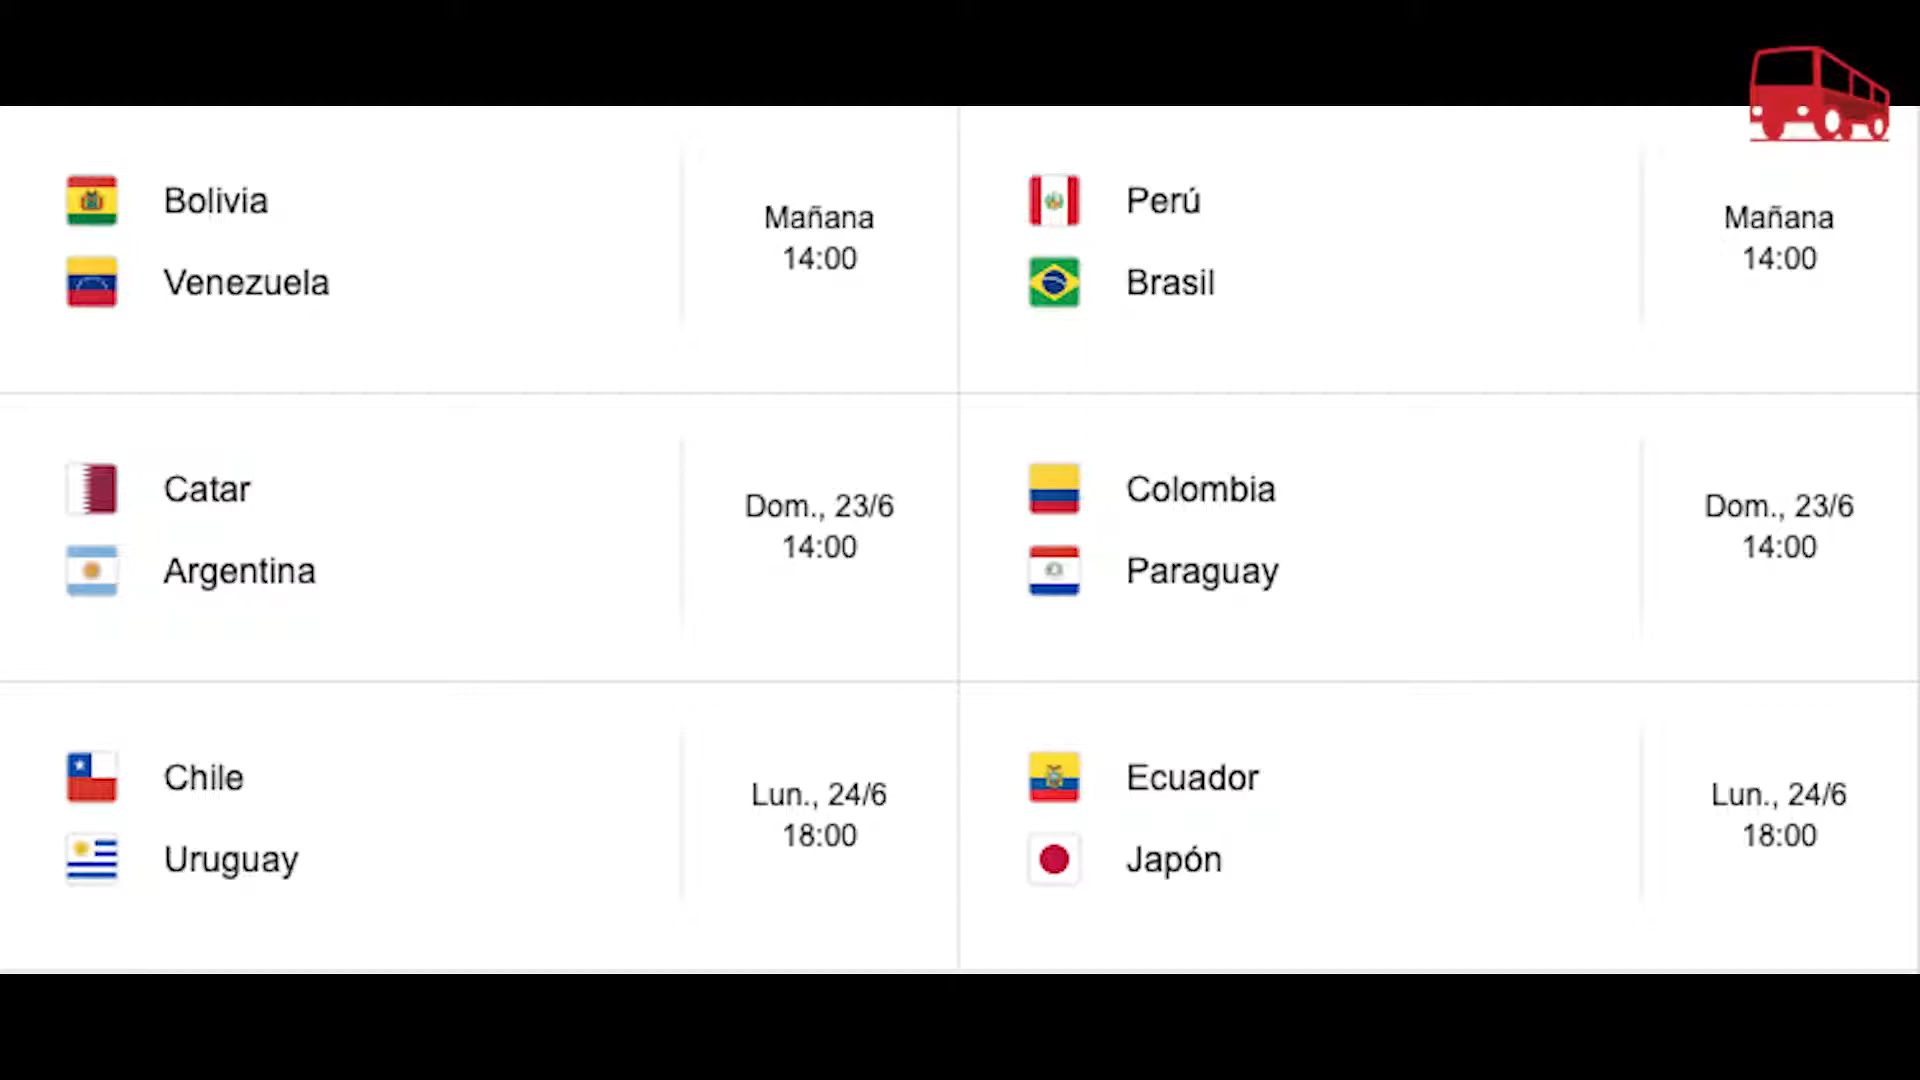 Bolivia
Venezuela
Mañana
14:00
Perú
Brasil
Mañana
14:00
Catar
Argentina
Dom., 23/6
14:00
Colombia
Paraguay
Dom., 23/6
14:00
Chile
Uruguay
Lun., 24/6
18:00
Ecuador
Japón
Lun., 24/6
18:00